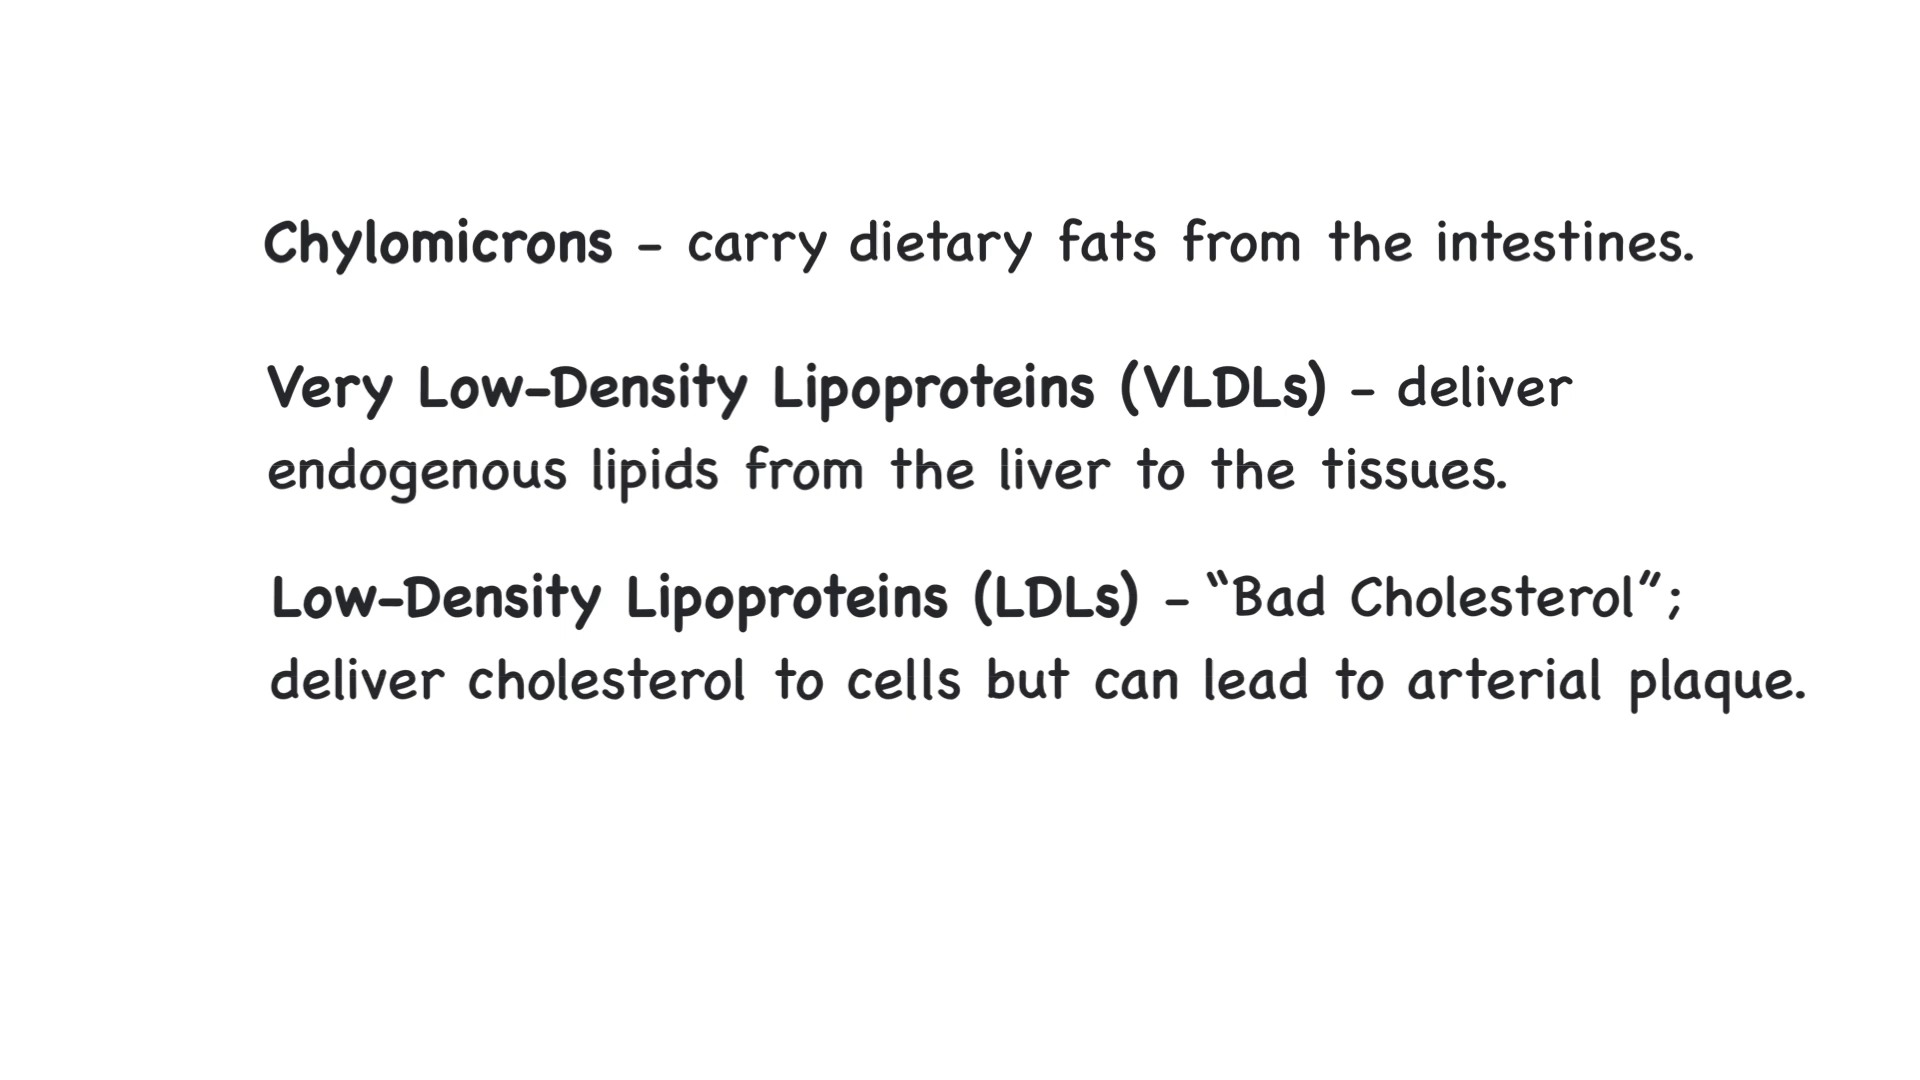 Chylomicrons – carry dietary fats from the intestines.
Very Low-Density Lipoproteins (VLDLs) – deliver
endogenous lipids from the liver to the tissues.
Low-Density Lipoproteins (LDLs) – “Bad Cholesterol”;
deliver cholesterol to cells but can lead to arterial plaque.